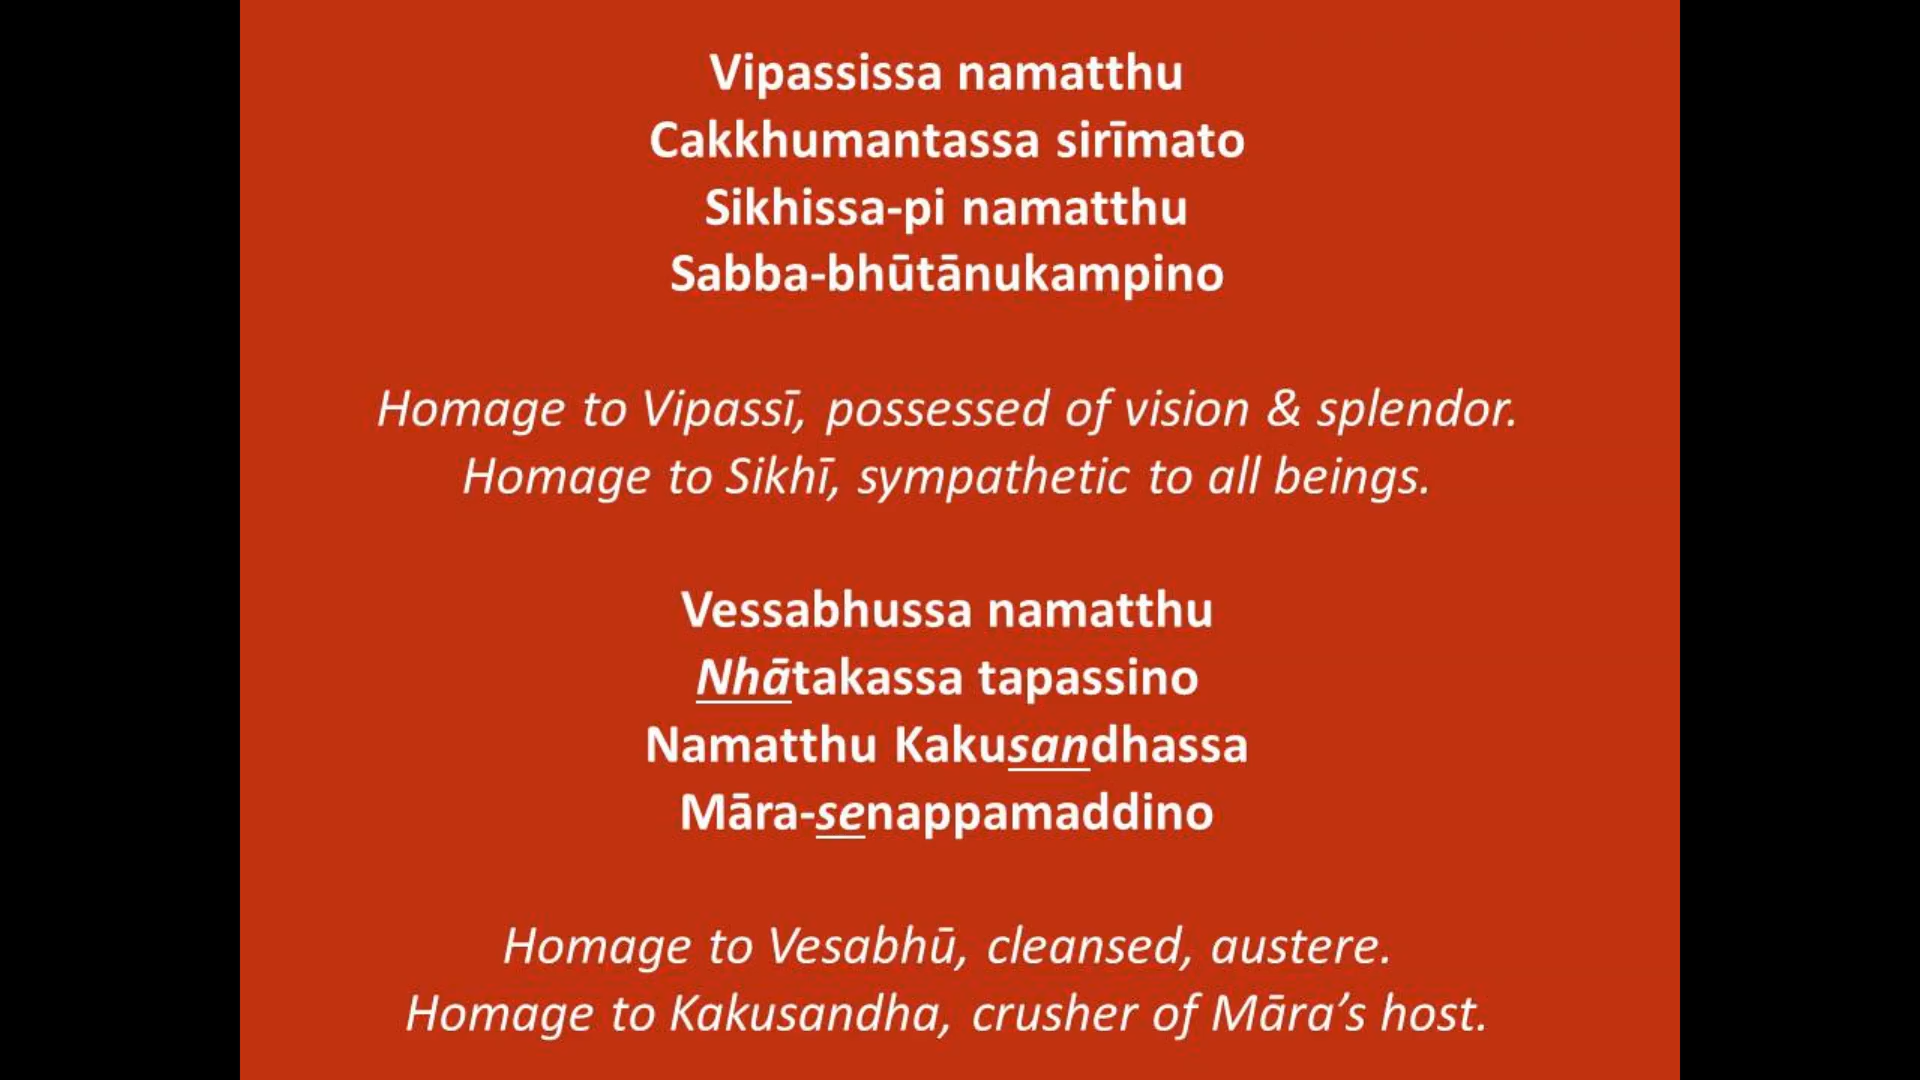 Vipassissa namatthu
Cakkhumantassa sirīmato
Sikhissa-pi namatthu
Sabba-bhūtānukampino
Homage to Vipassī, possessed of vision & splendor.
Homage to Sikhī, sympathetic to all beings.
Vessabhussa namatthu
Nhātakassa tapassino
Namatthu Kakusandhassa
Māra-senappamaddino
Homage to Vesabhū, cleansed, austere.
Homage to Kakusandha, crusher of Māra’s host.